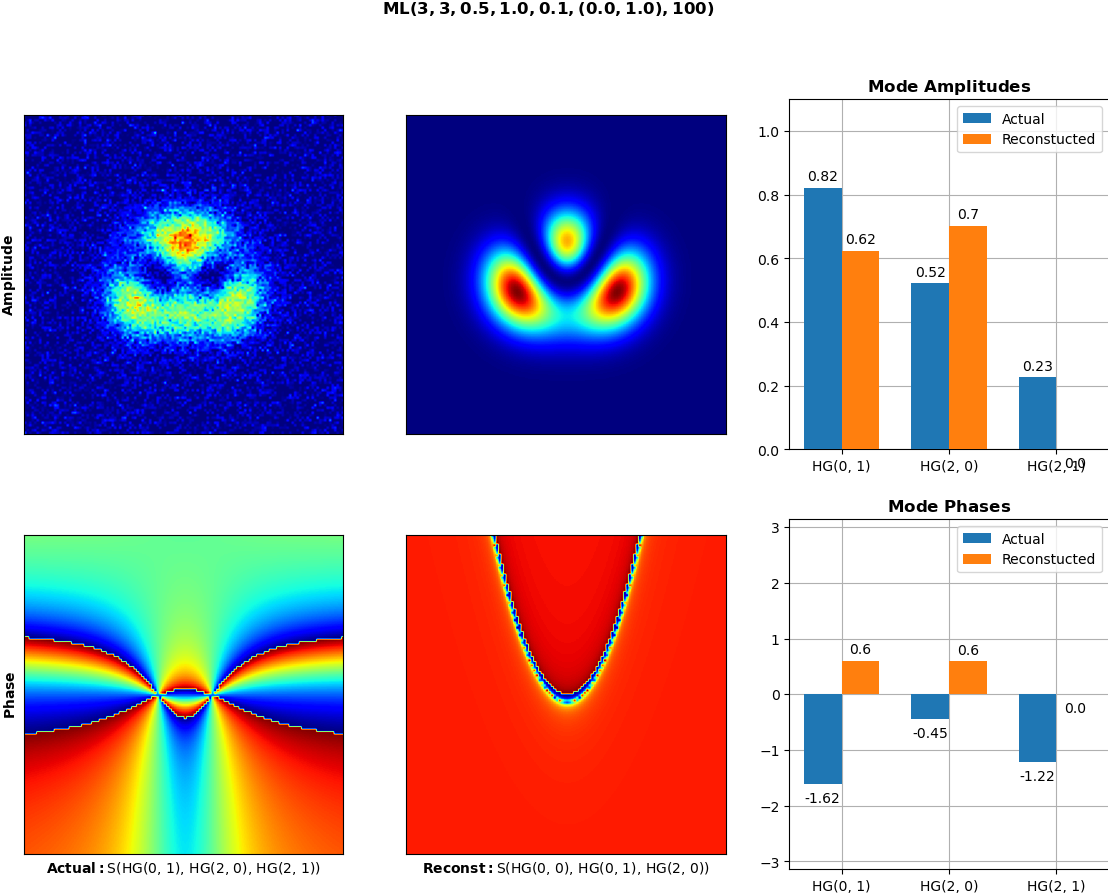 ML(3, 3, 0.5, 1.0, 0.1, (0.0, 1.0), 100)
Amplitude
Mode Amplitudes
Actual
Reconstucted
1.0
0.8
0.6
0.4
0.2
0.0
0.82
0.62
0.52
0.7
0.23
0.0
HG(0, 1)
HG(2, 0)
HG(2, 1)
Phase
Actual: S(HG(0, 1), HG(2, 0), HG(2, 1))
Reconst: S(HG(0, 0), HG(0, 1), HG(2, 0))
Mode Phases
Actual
Reconstucted
3
2
1
0
−1
−2
−3
-1.62
0.6
-0.45
0.6
-1.22
0.0
HG(0, 1)
HG(2, 0)
HG(2, 1)